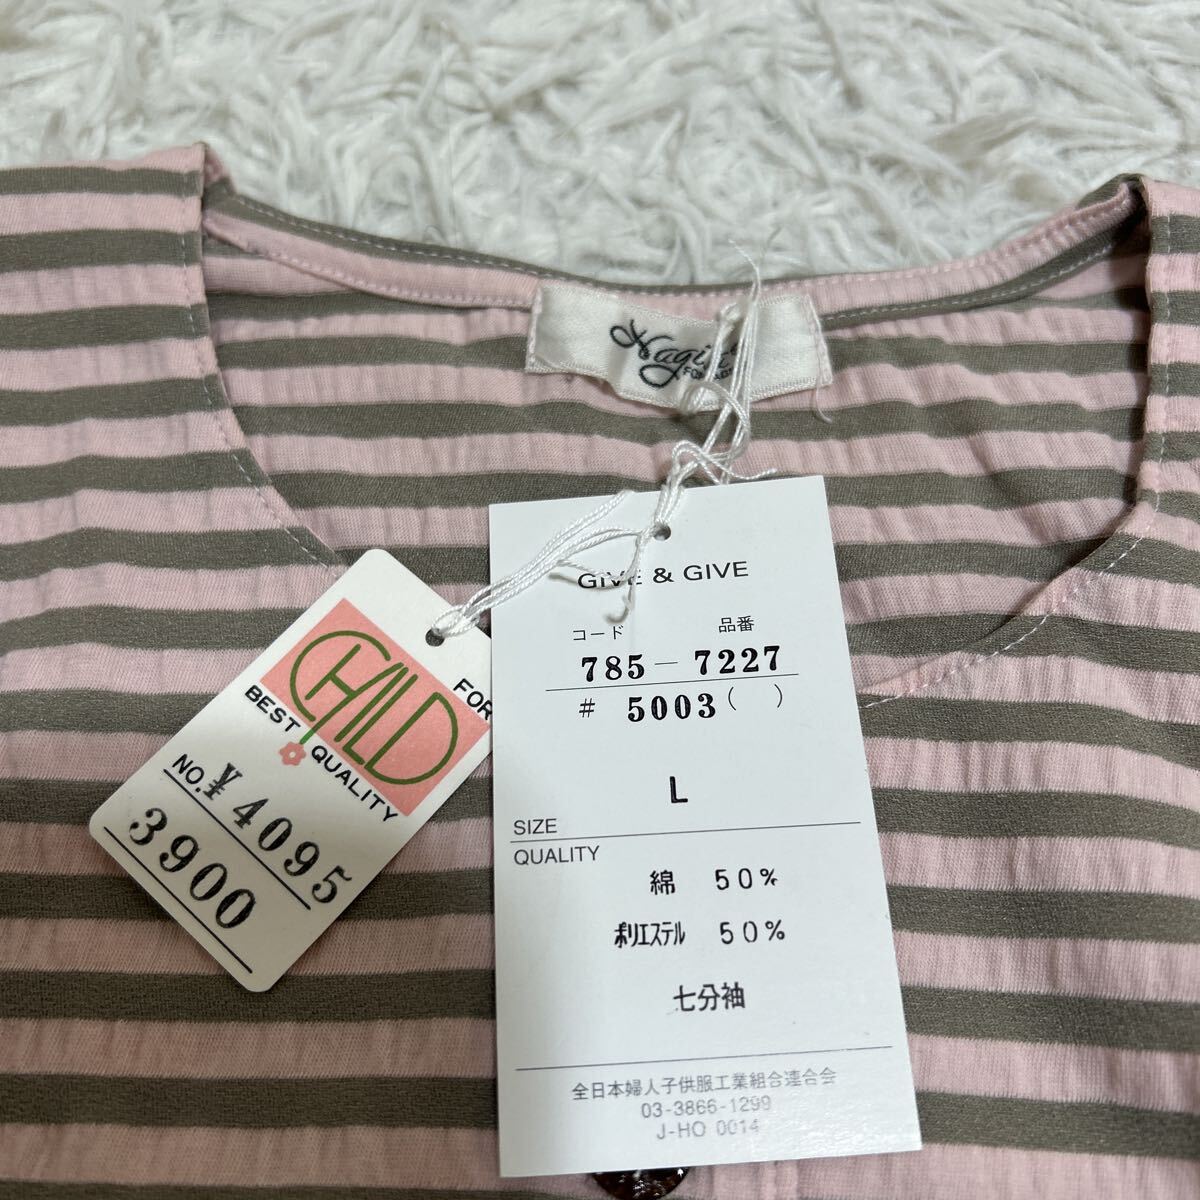 FOR
CHILD
BEST QUALITY
NO. ¥4095
3900
GIVE & GIVE
コード 品番
785-7227
# 5003( )
L
SIZE
QUALITY
綿 50%
ポリエステル 50%
七分袖
全日本婦人子供服工業組合連合会
03-3866-1299
J-HO 0014